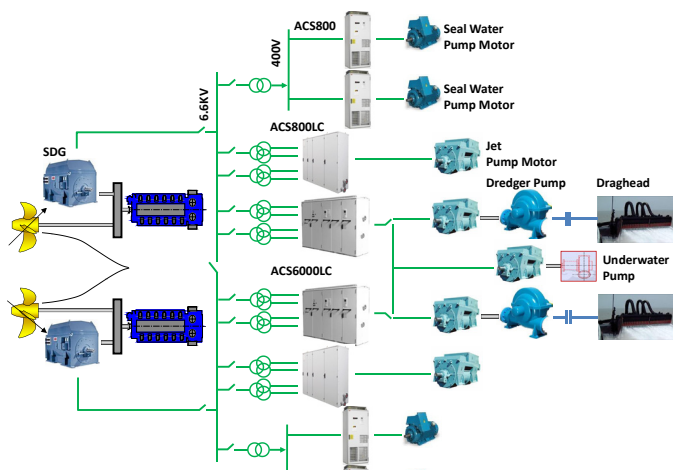 ACS800
Seal Water
Pump Motor
400V
6.6KV
Seal Water
Pump Motor
ACS800LC
SDG
Jet
Pump Motor
Dredger Pump
Draghead
Underwater
Pump
ACS6000LC